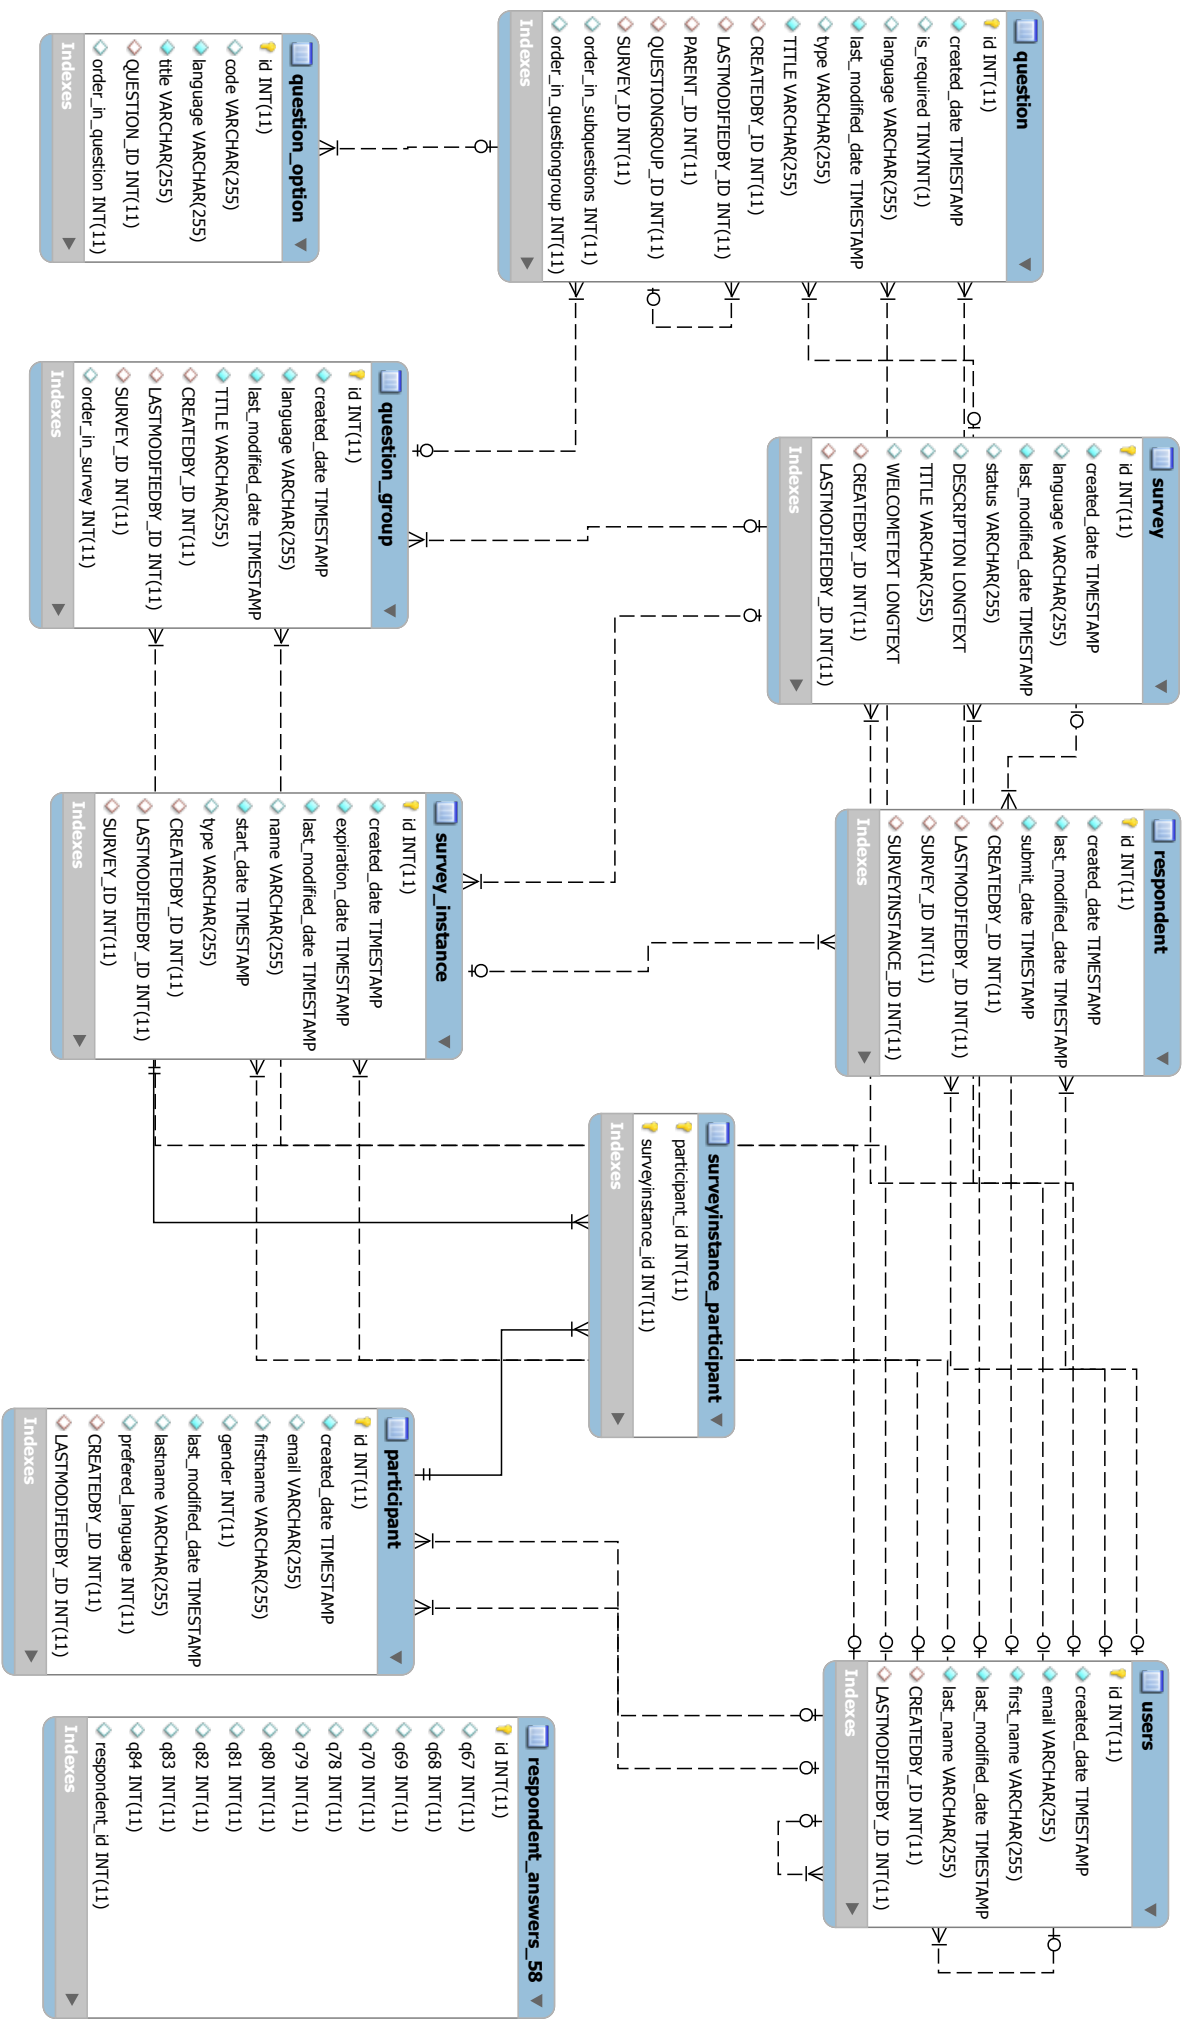 question
id INT(11)
created_date TIMESTAMP
is_required TINYINT(1)
language VARCHAR(255)
last_modified_date TIMESTAMP
type VARCHAR(255)
TITLE VARCHAR(255)
CREATEDBY_ID INT(11)
LASTMODIFIEDBY_ID INT(11)
PARENT_ID INT(11)
QUESTIONGROUP_ID INT(11)
SURVEY_ID INT(11)
order_in_subquestions INT(11)
order_in_questiongroup INT(11)
Indexes
question_option
id INT(11)
code VARCHAR(255)
language VARCHAR(255)
title VARCHAR(255)
QUESTION_ID INT(11)
order_in_question INT(11)
Indexes
survey
id INT(11)
created_date TIMESTAMP
language VARCHAR(255)
last_modified_date TIMESTAMP
status VARCHAR(255)
DESCRIPTION LONGTEXT
TITLE VARCHAR(255)
WELCOMETEXT LONGTEXT
CREATEDBY_ID INT(11)
LASTMODIFIEDBY_ID INT(11)
Indexes
question_group
id INT(11)
created_date TIMESTAMP
language VARCHAR(255)
last_modified_date TIMESTAMP
TITLE VARCHAR(255)
CREATEDBY_ID INT(11)
LASTMODIFIEDBY_ID INT(11)
SURVEY_ID INT(11)
order_in_survey INT(11)
Indexes
respondent
id INT(11)
created_date TIMESTAMP
last_modified_date TIMESTAMP
submit_date TIMESTAMP
CREATEDBY_ID INT(11)
LASTMODIFIEDBY_ID INT(11)
SURVEY_ID INT(11)
SURVEYINSTANCE_ID INT(11)
Indexes
survey_instance
id INT(11)
created_date TIMESTAMP
expiration_date TIMESTAMP
last_modified_date TIMESTAMP
name VARCHAR(255)
start_date TIMESTAMP
type VARCHAR(255)
CREATEDBY_ID INT(11)
LASTMODIFIEDBY_ID INT(11)
SURVEY_ID INT(11)
Indexes
surveyinstance_participant
participant_id INT(11)
surveyinstance_id INT(11)
Indexes
users
id INT(11)
created_date TIMESTAMP
email VARCHAR(255)
first_name VARCHAR(255)
last_modified_date TIMESTAMP
last_name VARCHAR(255)
CREATEDBY_ID INT(11)
LASTMODIFIEDBY_ID INT(11)
Indexes
participant
id INT(11)
created_date TIMESTAMP
email VARCHAR(255)
firstname VARCHAR(255)
gender INT(11)
last_modified_date TIMESTAMP
lastname VARCHAR(255)
prefered_language INT(11)
CREATEDBY_ID INT(11)
LASTMODIFIEDBY_ID INT(11)
Indexes
respondent_answers_58
id INT(11)
q67 INT(11)
q68 INT(11)
q69 INT(11)
q70 INT(11)
q78 INT(11)
q79 INT(11)
q80 INT(11)
q81 INT(11)
q82 INT(11)
q83 INT(11)
q84 INT(11)
respondent_id INT(11)
Indexes